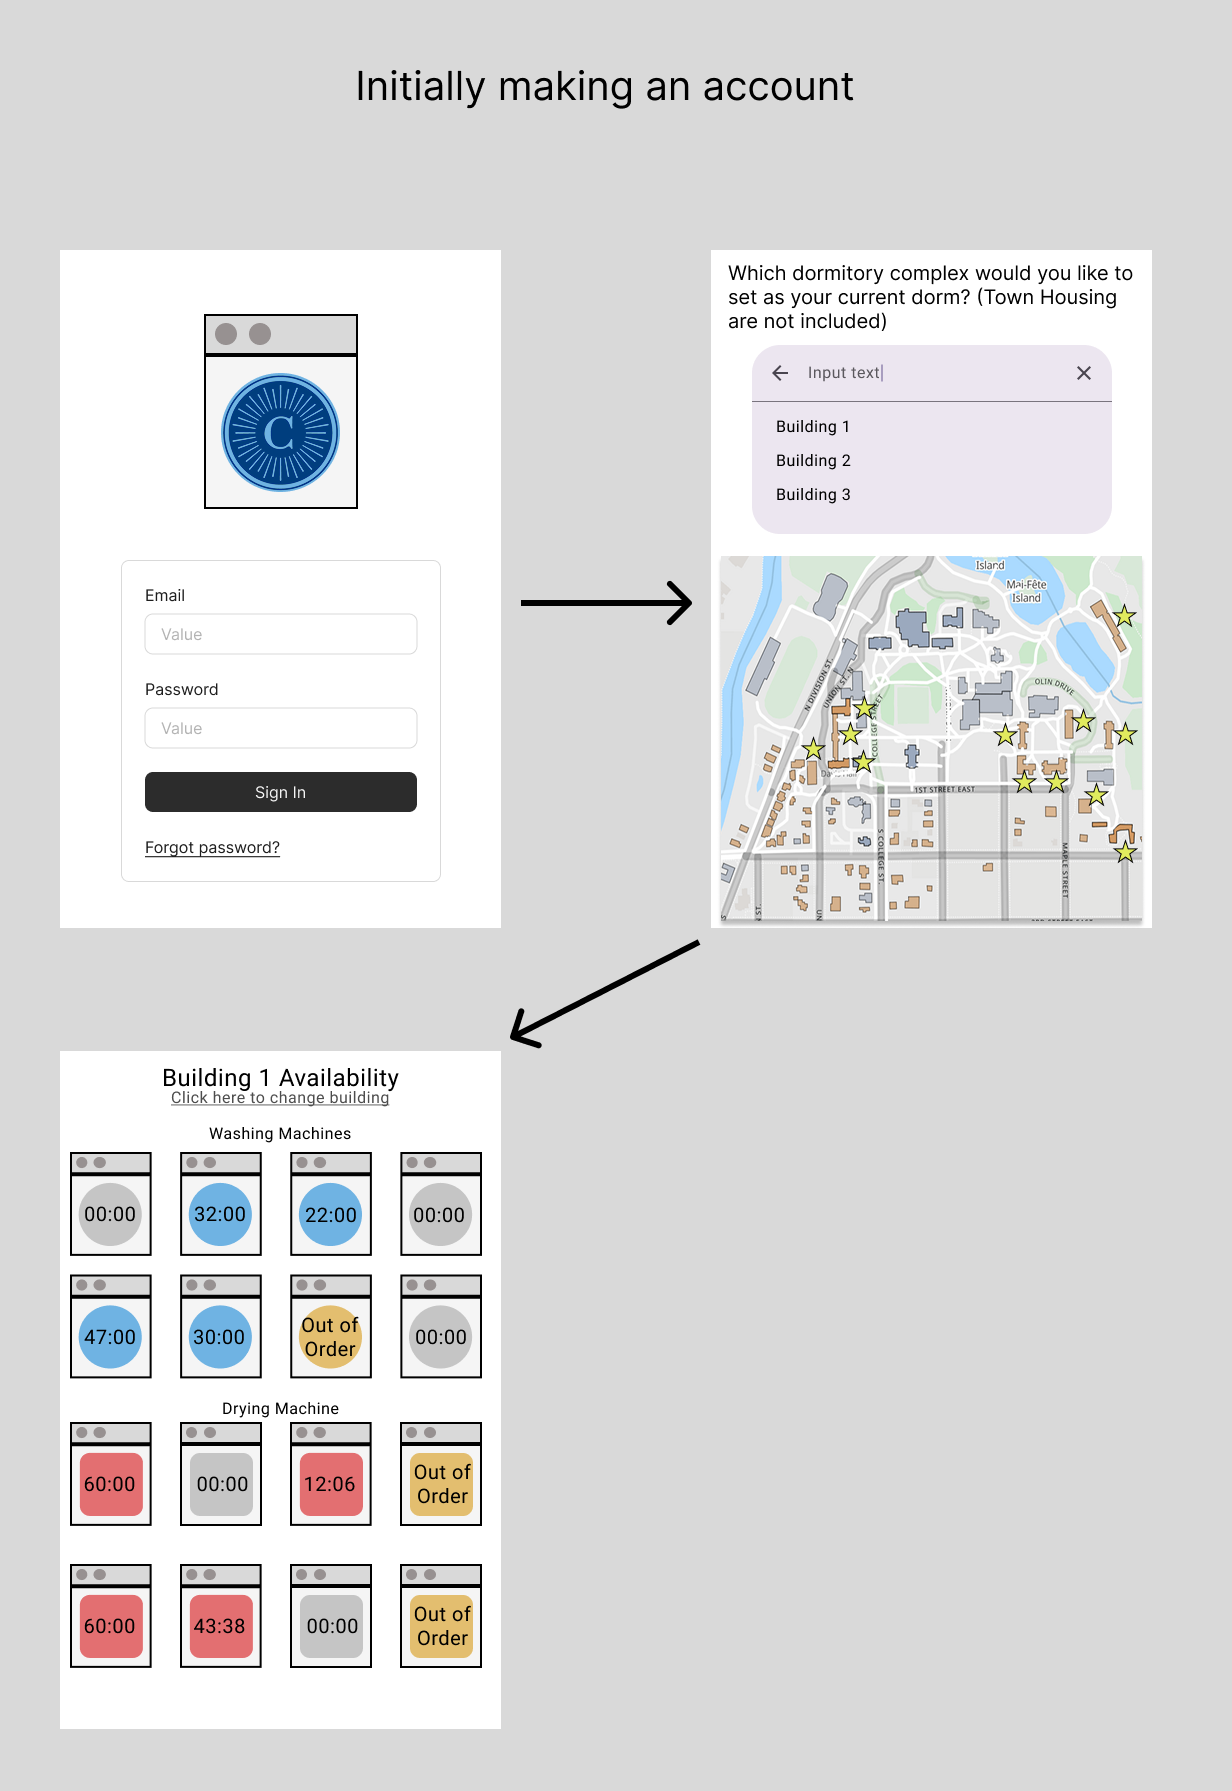 Initially making an account
C
Email
Value
Password
Value
Sign In
Forgot password?
Which dormitory complex would you like to
set as your current dorm? (Town Housing
are not included)
Input text
Building 1
Building 2
Building 3
Island
Mai-Fête
Island
N DIVISION ST.
UNION ST. N
COLLEGE STREET
OLIN DRIVE
1ST STREET EAST
S COLLEGE ST.
MAPLE STREET
N ST.
UN
Building 1 Availability
Click here to change building
Washing Machines
00:00 32:00 22:00 00:00
47:00 30:00 Out of Order 00:00
Drying Machine
60:00 00:00 12:06 Out of Order
60:00 43:38 00:00 Out of Order